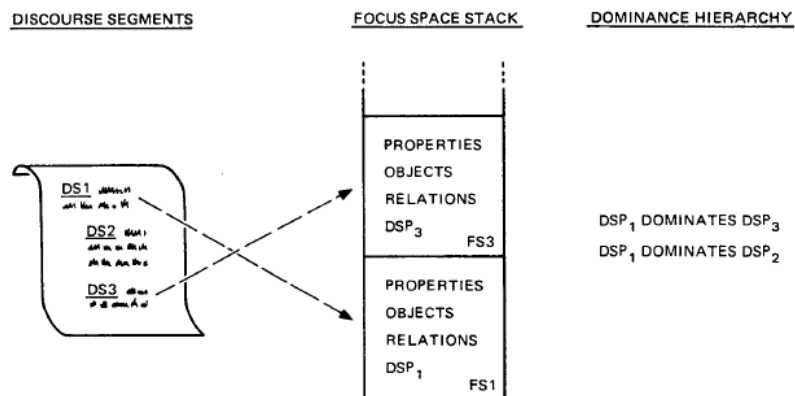 DISCOURSE SEGMENTS
FOCUS SPACE STACK
DOMINANCE HIERARCHY
DS1
DS2
DS3
PROPERTIES
OBJECTS
RELATIONS
DSP3
FS3
PROPERTIES
OBJECTS
RELATIONS
DSP1
FS1
DSP1 DOMINATES DSP3
DSP1 DOMINATES DSP2